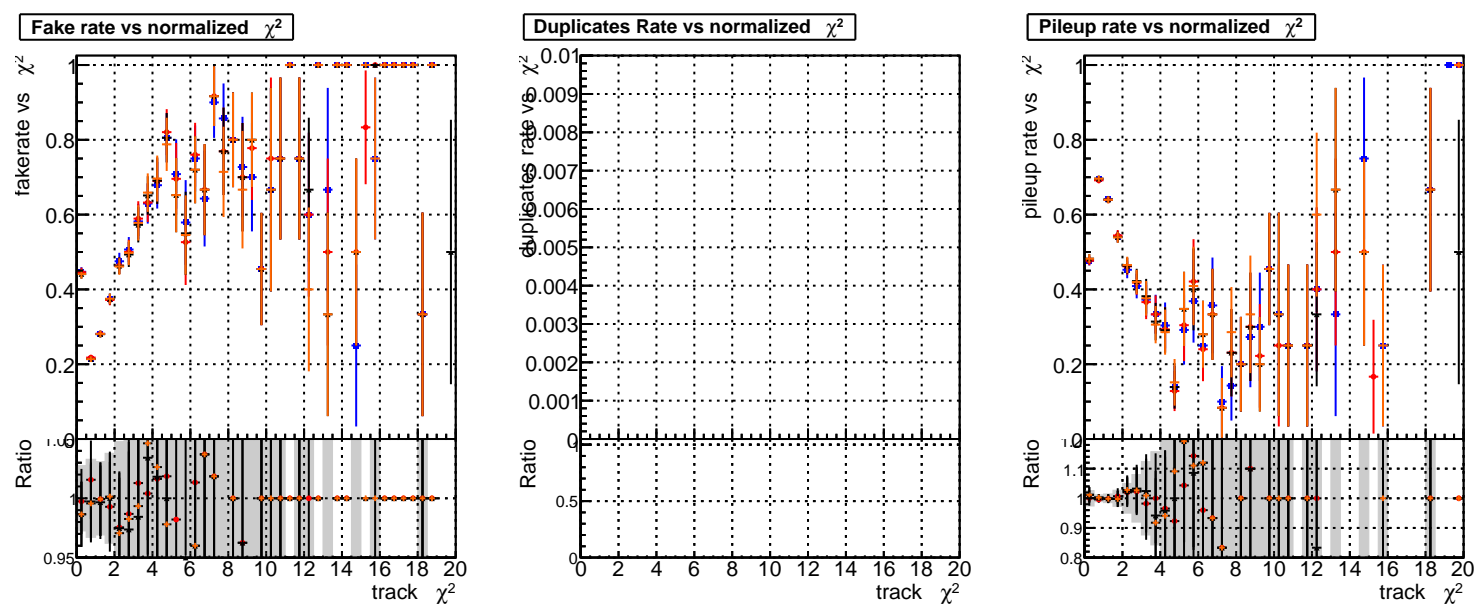 Fake rate vs normalized χ²
fakerate vs χ²
1
0.8
0.6
0.4
0.2
0
Ratio
1
0.95
0 2 4 6 8 10 12 14 16 18 20
track χ²
Duplicates Rate vs normalized χ²
duplicates rate vs χ²
0.01
0.009
0.008
0.007
0.006
0.005
0.004
0.003
0.002
0.001
0
Ratio
1
0.5
0
0 2 4 6 8 10 12 14 16 18 20
track χ²
Pileup rate vs normalized χ²
pileup rate vs χ²
1
0.8
0.6
0.4
0.2
Ratio
1.1
1
0.9
0.8
0 2 4 6 8 10 12 14 16 18 20
track χ²